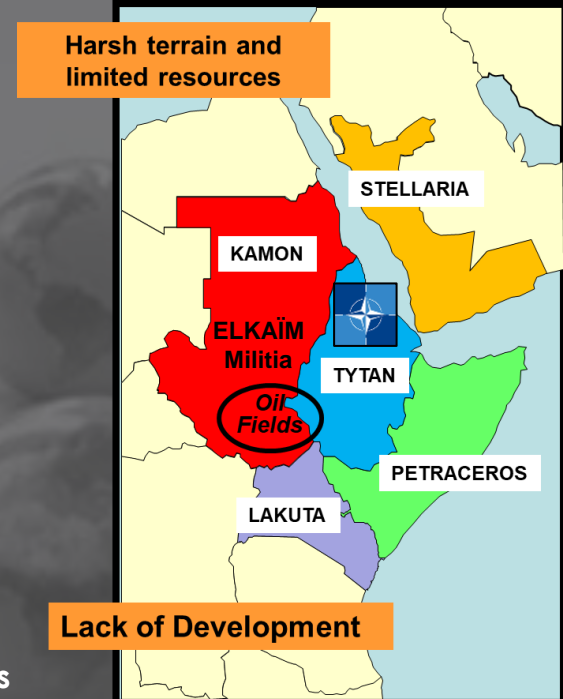 Harsh terrain and
limited resources
STELLARIA
KAMON
ELKAÏM
Militia
TYTAN
Oil
Fields
PETRACEROS
LAKUTA
Lack of Development
s